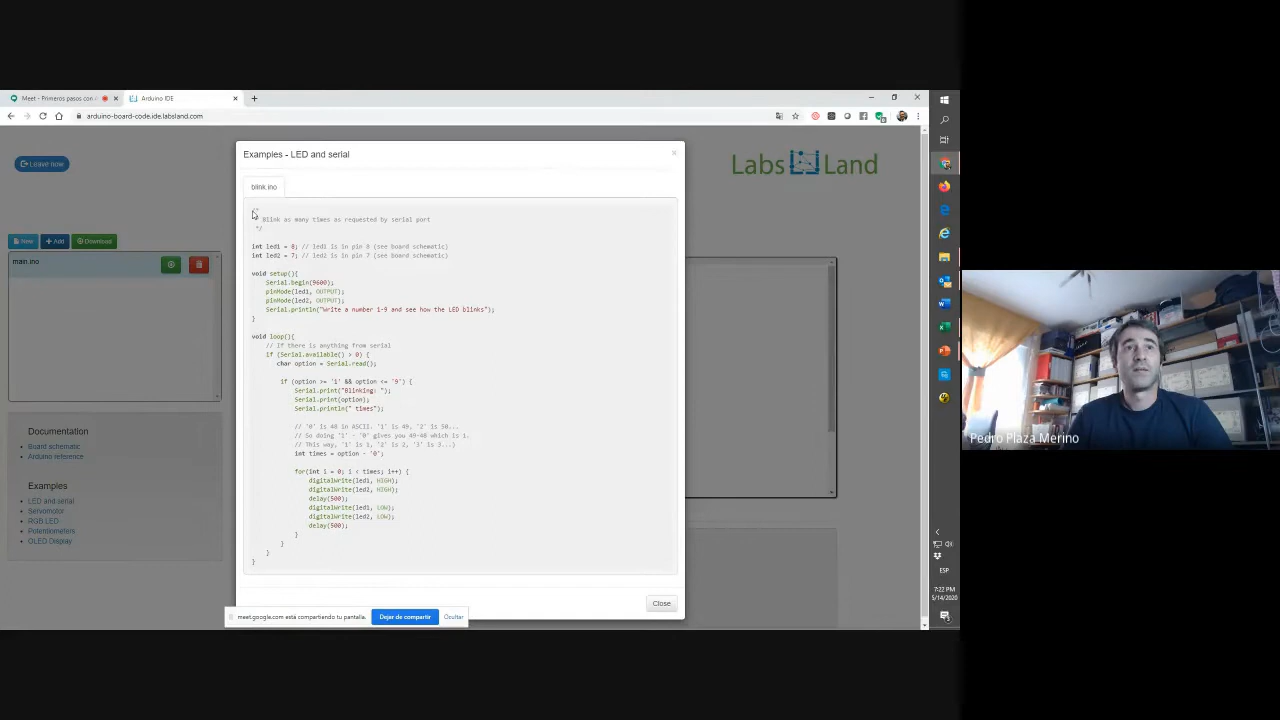 Meet - Primeros pasos con
Arduino IDE
arduino-board-code.ide.labsland.com
Leave now
Labs Land
New
Add
Download
main.ino
Documentation
Board schematic
Arduino reference
Examples
LED and serial
Servomotor
RGB LED
Potentiometers
OLED Display
Examples - LED and serial
×
blink.ino
/*
Blink as many times as requested by serial port
*/
int led1 = 8; // led1 is in pin 8 (see board schematic)
int led2 = 7; // led2 is in pin 7 (see board schematic)
void setup(){
Serial.begin(9600);
pinMode(led1, OUTPUT);
pinMode(led2, OUTPUT);
Serial.println("Write a number 1-9 and see how the LED blinks");
}
void loop(){
// If there is anything from serial
if (Serial.available() > 0) {
char option = Serial.read();
if (option >= '1' && option <= '9') {
Serial.print("Blinking: ");
Serial.print(option);
Serial.println(" times");
// '0' is 48 in ASCII. '1' is 49, '2' is 50...
// So doing '1' - '0' gives you 49-48 which is 1.
// This way, '1' is 1, '2' is 2, '3' is 3...)
int times = option - '0';
for(int i = 0; i < times; i++) {
digitalWrite(led1, HIGH);
digitalWrite(led2, HIGH);
delay(500);
digitalWrite(led1, LOW);
digitalWrite(led2, LOW);
delay(500);
}
}
}
}
Close
meet.google.com está compartiendo tu pantalla.
Dejar de compartir
Ocultar
ESP
7:22 PM
5/14/2020
Pedro Plaza Merino